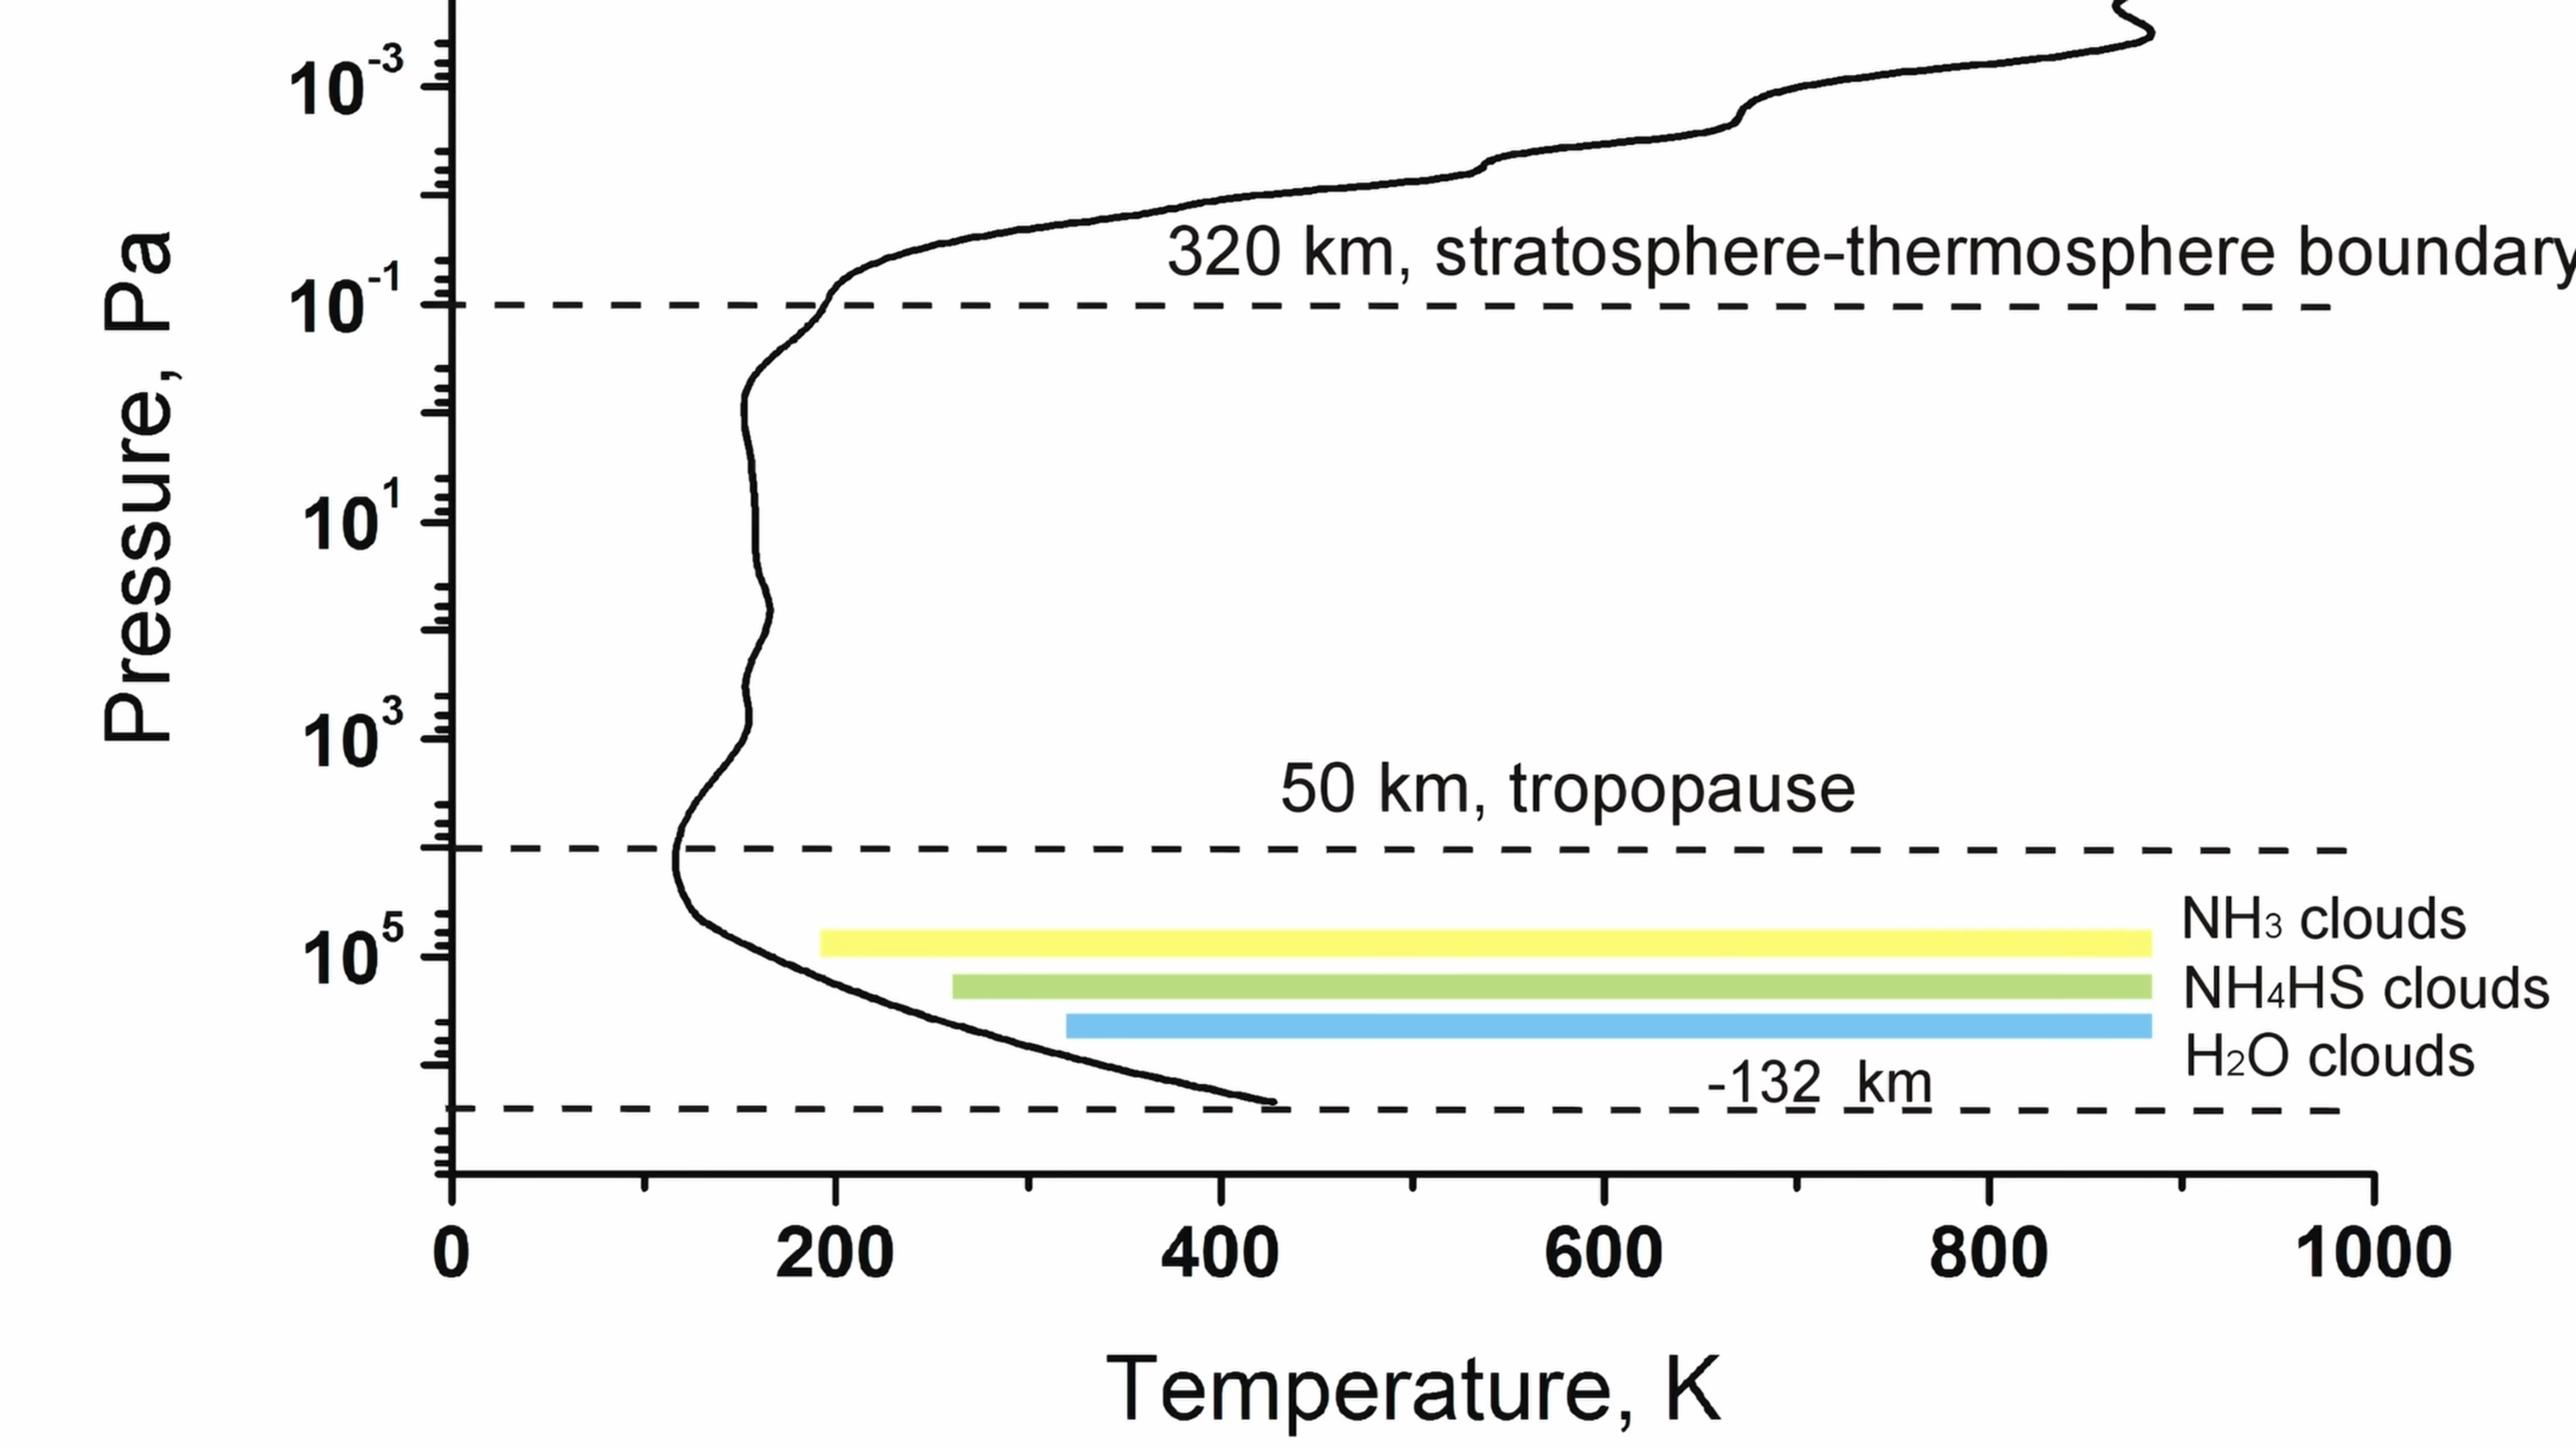 10-3
320 km, stratosphere-thermosphere boundary
10-1
Pressure, Pa
101
103
50 km, tropopause
105
NH3 clouds
NH4HS clouds
H2O clouds
-132 km
0 200 400 600 800 1000
Temperature, K